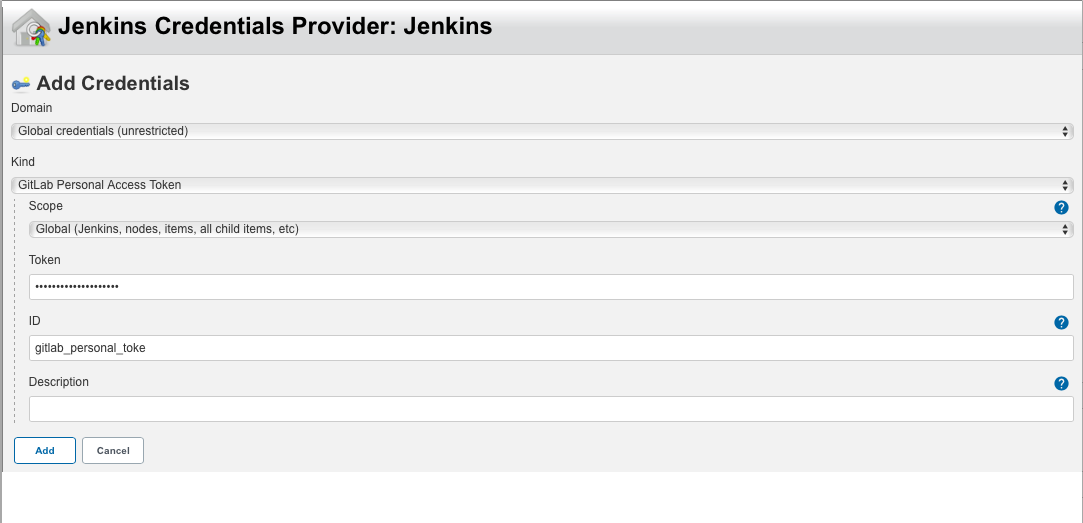 Jenkins Credentials Provider: Jenkins
Add Credentials
Domain
Global credentials (unrestricted)
Kind
GitLab Personal Access Token
Scope
?
Global (Jenkins, nodes, items, all child items, etc)
Token
••••••••••••••••••••
ID
?
gitlab_personal_toke
Description
?
Add Cancel